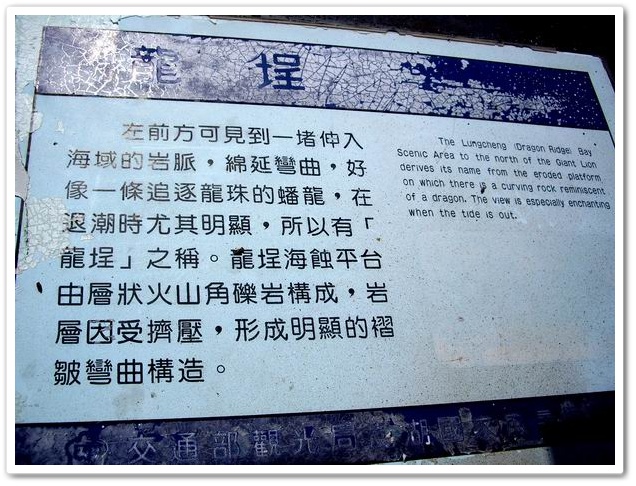 龍埕
在前方可見到一堵伸入
海域的岩脈，綿延彎曲，好
像一條追逐龍珠的蟠龍，在
退潮時尤其明顯，所以有「
龍埕」之稱。龍埕海蝕平台
由層狀火山角礫岩構成，岩
層因受擠壓，形成明顯的褶
皺彎曲構造。
The Lungcheng (Dragon Ridge) Bay
Scenic Area to the north of the Giant Lion
derives its name from the eroded platform
on which there is a curving rock reminiscent
of a dragon. The view is especially enchanting
when the tide is out.
交通部觀光局